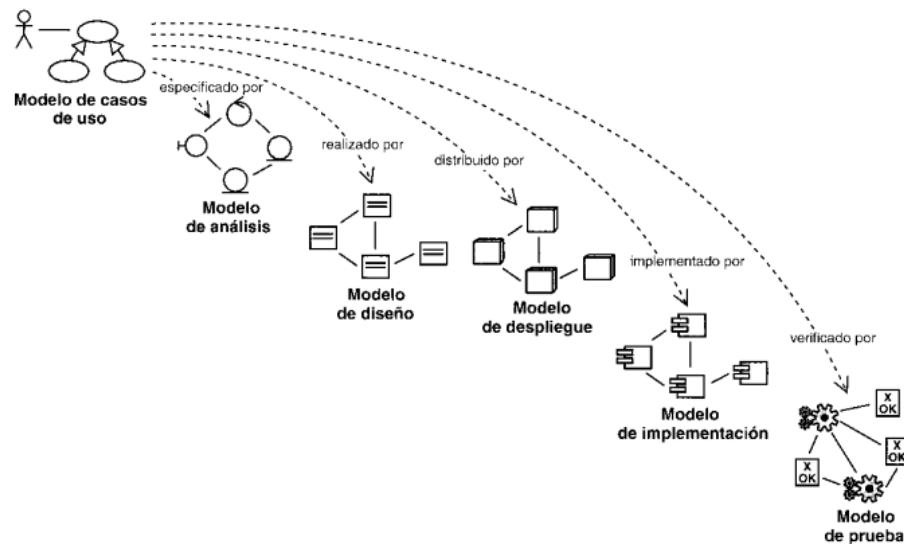 Modelo de casos
de uso
especificado por
Modelo
de análisis
realizado por
Modelo
de diseño
distribuido por
Modelo
de despliegue
implementado por
Modelo
de implementación
verificado por
X
OK
X
OK
X
OK
Modelo
de prueba